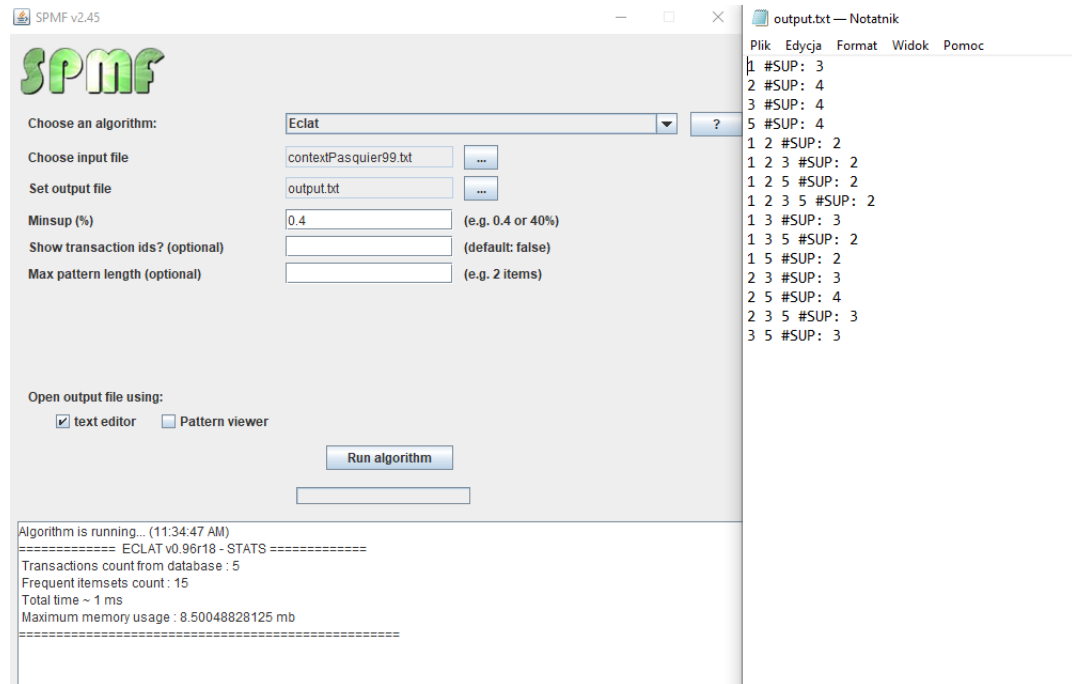 SPMF v2.45
SPMF
Choose an algorithm: Eclat ?
Choose input file contextPasquier99.txt ...
Set output file output.txt ...
Minsup (%) 0.4 (e.g. 0.4 or 40%)
Show transaction ids? (optional) (default: false)
Max pattern length (optional) (e.g. 2 items)
Open output file using:
text editor Pattern viewer
Run algorithm
Algorithm is running... (11:34:47 AM)
============= ECLAT v0.96r18 - STATS =============
Transactions count from database : 5
Frequent itemsets count : 15
Total time ~ 1 ms
Maximum memory usage : 8.50048828125 mb
===================================================
output.txt — Notatnik
Plik Edycja Format Widok Pomoc
1 #SUP: 3
2 #SUP: 4
3 #SUP: 4
5 #SUP: 4
1 2 #SUP: 2
1 2 3 #SUP: 2
1 2 5 #SUP: 2
1 2 3 5 #SUP: 2
1 3 #SUP: 3
1 3 5 #SUP: 2
1 5 #SUP: 2
2 3 #SUP: 3
2 5 #SUP: 4
2 3 5 #SUP: 3
3 5 #SUP: 3